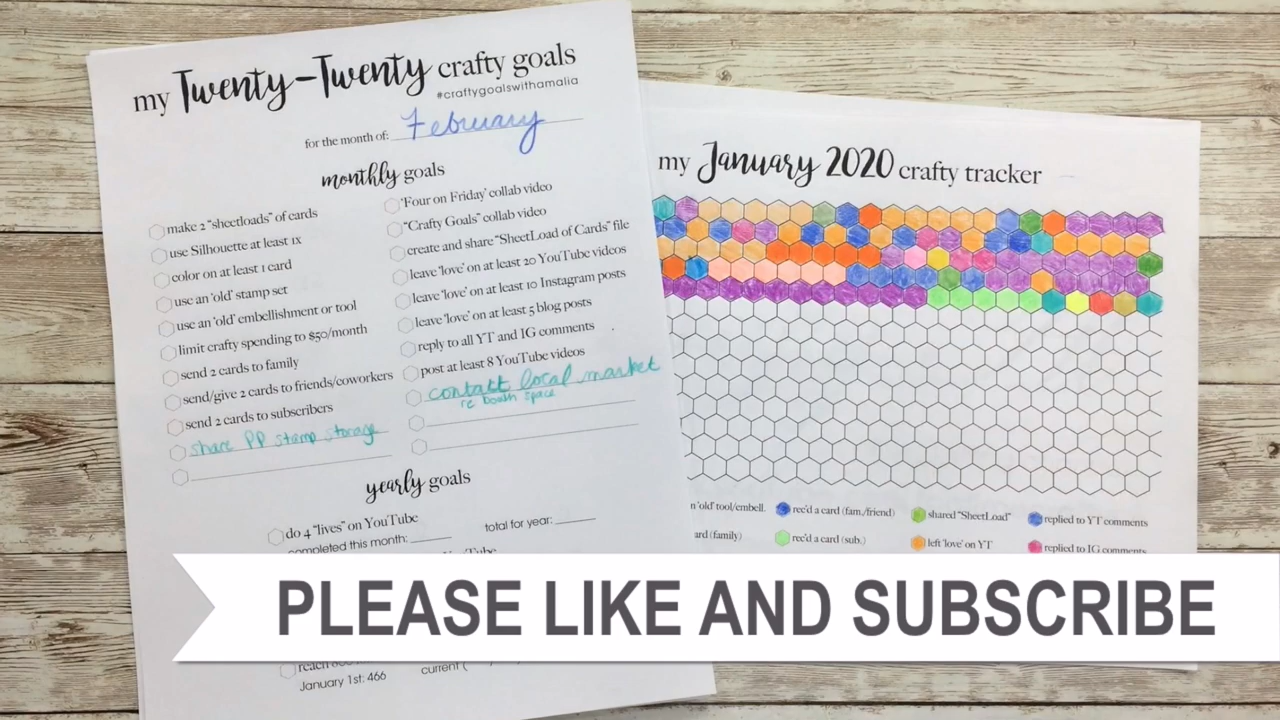 my Twenty-Twenty crafty goals
#craftygoalswithamalia
for the month of: February
monthly goals
make 2 "sheetloads" of cards
use Silhouette at least 1x
color on at least 1 card
use an 'old' stamp set
use an 'old' embellishment or tool
limit crafty spending to $50/month
send 2 cards to family
send/give 2 cards to friends/coworkers
send 2 cards to subscribers
share PP stamp storage
'Four on Friday' collab video
"Crafty Goals" collab video
create and share "SheetLoad of Cards" file
leave 'love' on at least 20 YouTube videos
leave 'love' on at least 10 Instagram posts
leave 'love' on at least 5 blog posts
reply to all YT and IG comments
post at least 8 YouTube videos
contact local market
re booth space
yearly goals
do 4 "lives" on YouTube
completed this month:
total for year:
January 1st: 466
current (
my January 2020 crafty tracker
'old' tool/embell.
rec'd a card (fam./friend)
shared "SheetLoad"
replied to YT comments
ard (family)
rec'd a card (sub.)
left 'love' on YT
replied to IG comments
PLEASE LIKE AND SUBSCRIBE